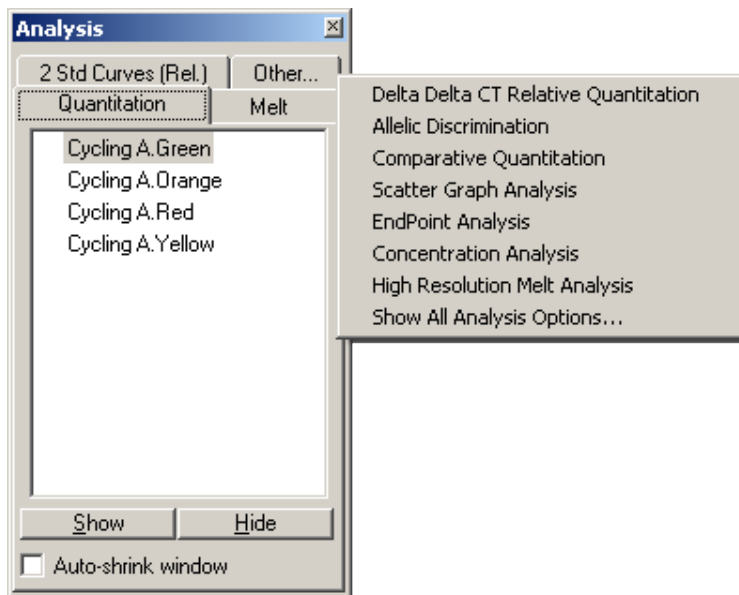 Analysis
2 Std Curves (Rel.) Other...
Quantitation Melt
Cycling A.Green
Cycling A.Orange
Cycling A.Red
Cycling A.Yellow
Show Hide
Auto-shrink window
Delta Delta CT Relative Quantitation
Allelic Discrimination
Comparative Quantitation
Scatter Graph Analysis
EndPoint Analysis
Concentration Analysis
High Resolution Melt Analysis
Show All Analysis Options...